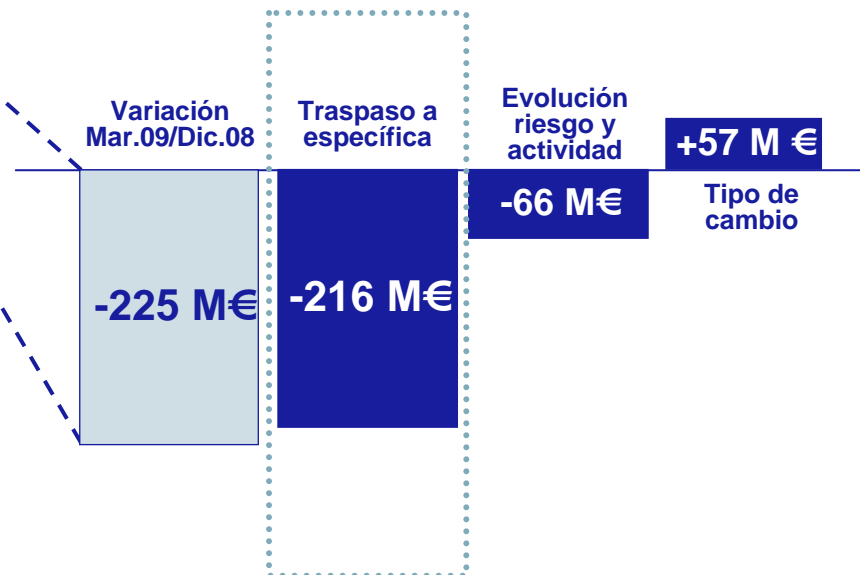 Variación
Mar.09/Dic.08
Traspaso a
específica
Evolución
riesgo y
actividad
+57 M €
Tipo de
cambio
-66 M€
-225 M€
-216 M€